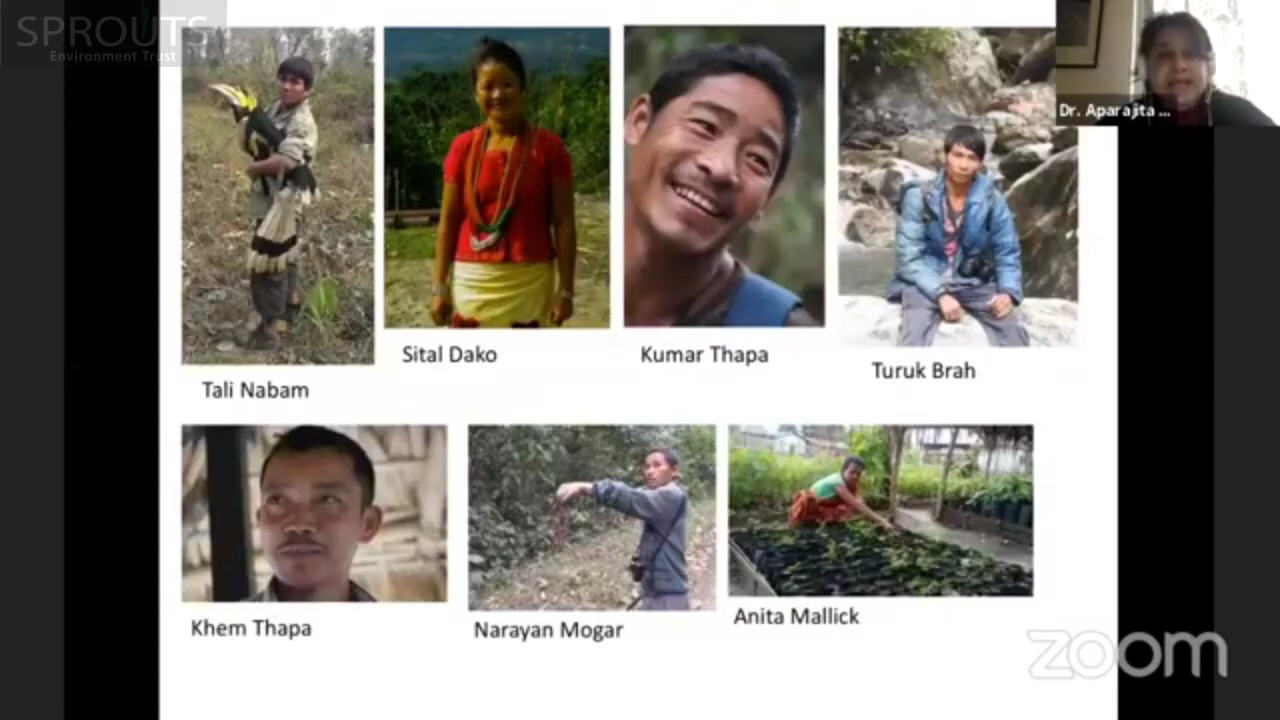 SPROUTS
Environment Trust
Dr. Aparajita ...
Sital Dako
Kumar Thapa
Turuk Brah
Tali Nabam
Khem Thapa
Narayan Mogar
Anita Mallick
zoom